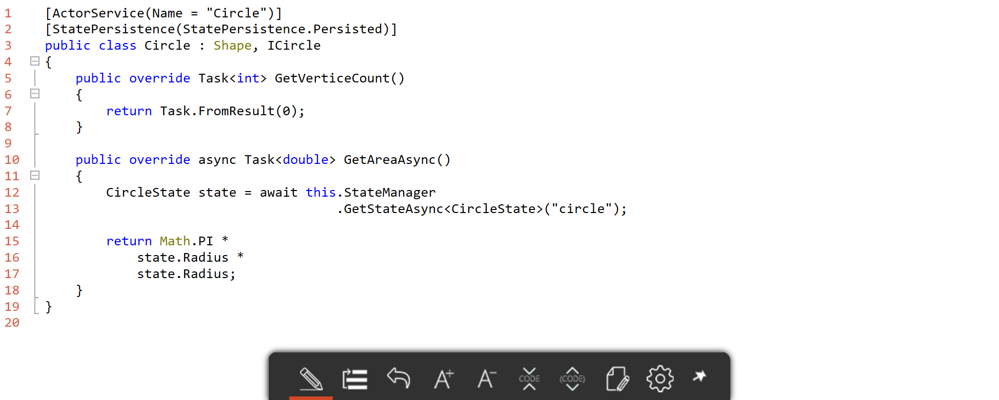 1 [ActorService(Name = "Circle")]
2 [StatePersistence(StatePersistence.Persisted)]
3 public class Circle : Shape, ICircle
4 {
5 public override Task<int> GetVerticeCount()
6 {
7 return Task.FromResult(0);
8 }
9
10 public override async Task<double> GetAreaAsync()
11 {
12 CircleState state = await this.StateManager
13 .GetStateAsync<CircleState>("circle");
14
15 return Math.PI *
16 state.Radius *
17 state.Radius;
18 }
19 }
20
A+ A- CODE (CODE)